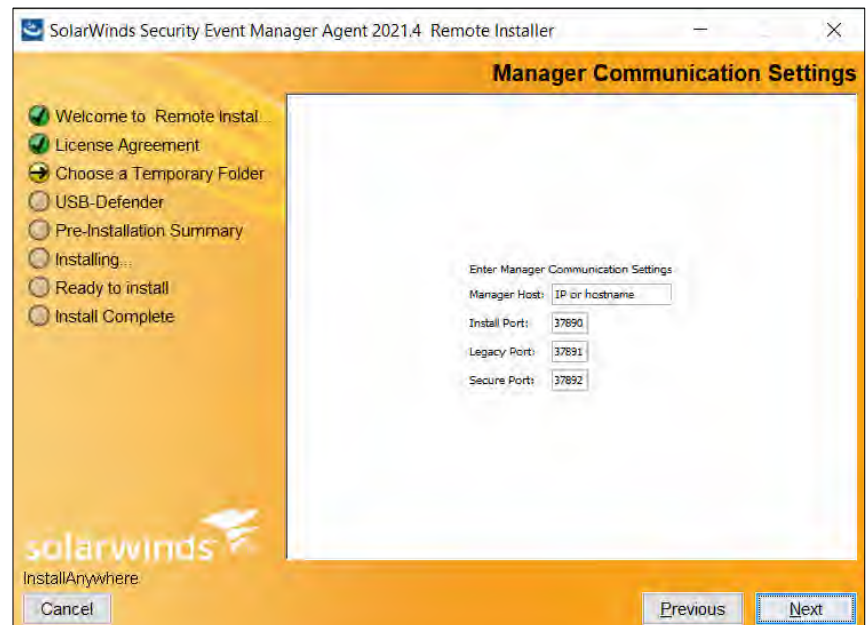 SolarWinds Security Event Manager Agent 2021.4 Remote Installer
Manager Communication Settings
Welcome to Remote Instal...
License Agreement
Choose a Temporary Folder
USB-Defender
Pre-Installation Summary
Installing...
Ready to install
Install Complete
Enter Manager Communication Settings
Manager Host: IP or hostname
Install Port: 37890
Legacy Port: 37891
Secure Port: 37892
solarwinds
InstallAnywhere
Cancel
Previous
Next